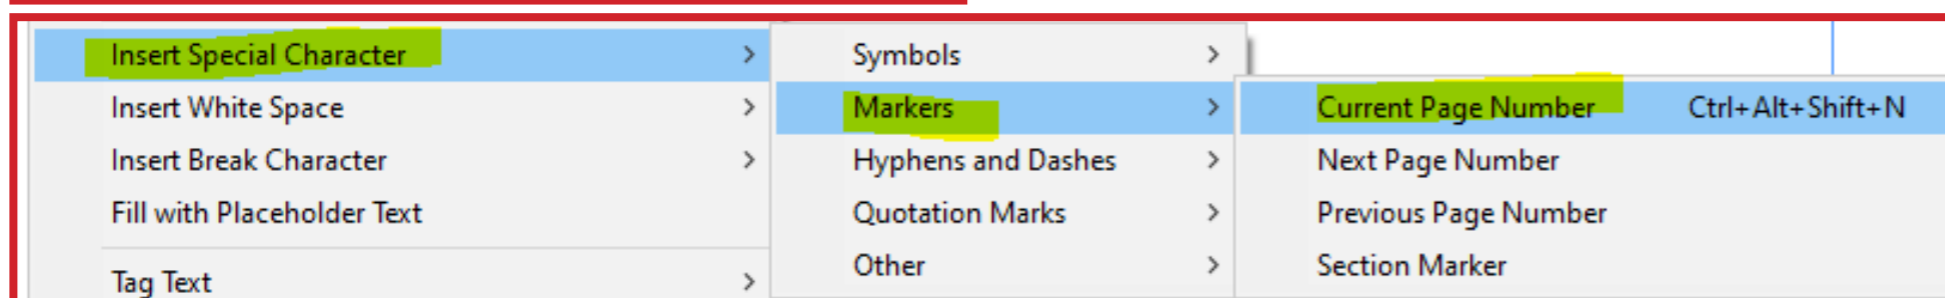 Insert Special Character > Symbols >
Insert White Space > Markers > Current Page Number Ctrl+Alt+Shift+N
Insert Break Character > Hyphens and Dashes > Next Page Number
Fill with Placeholder Text Quotation Marks > Previous Page Number
Tag Text > Other > Section Marker